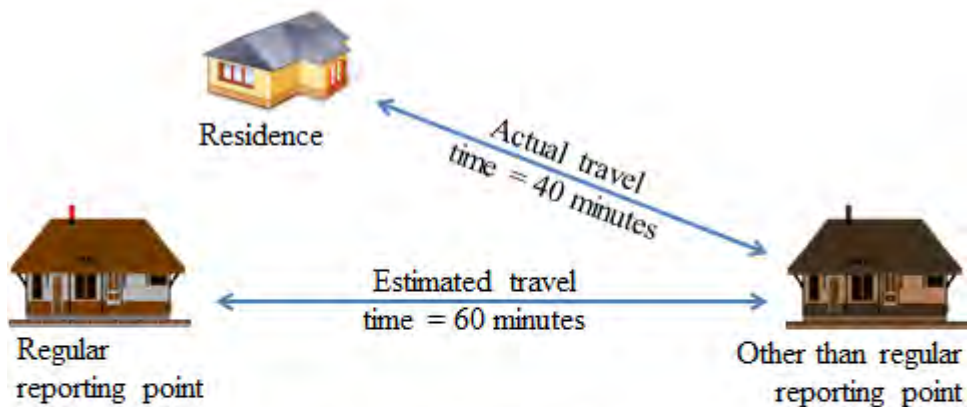 Residence
Actual travel
time = 40 minutes
Estimated travel
time = 60 minutes
Regular
reporting point
Other than regular
reporting point